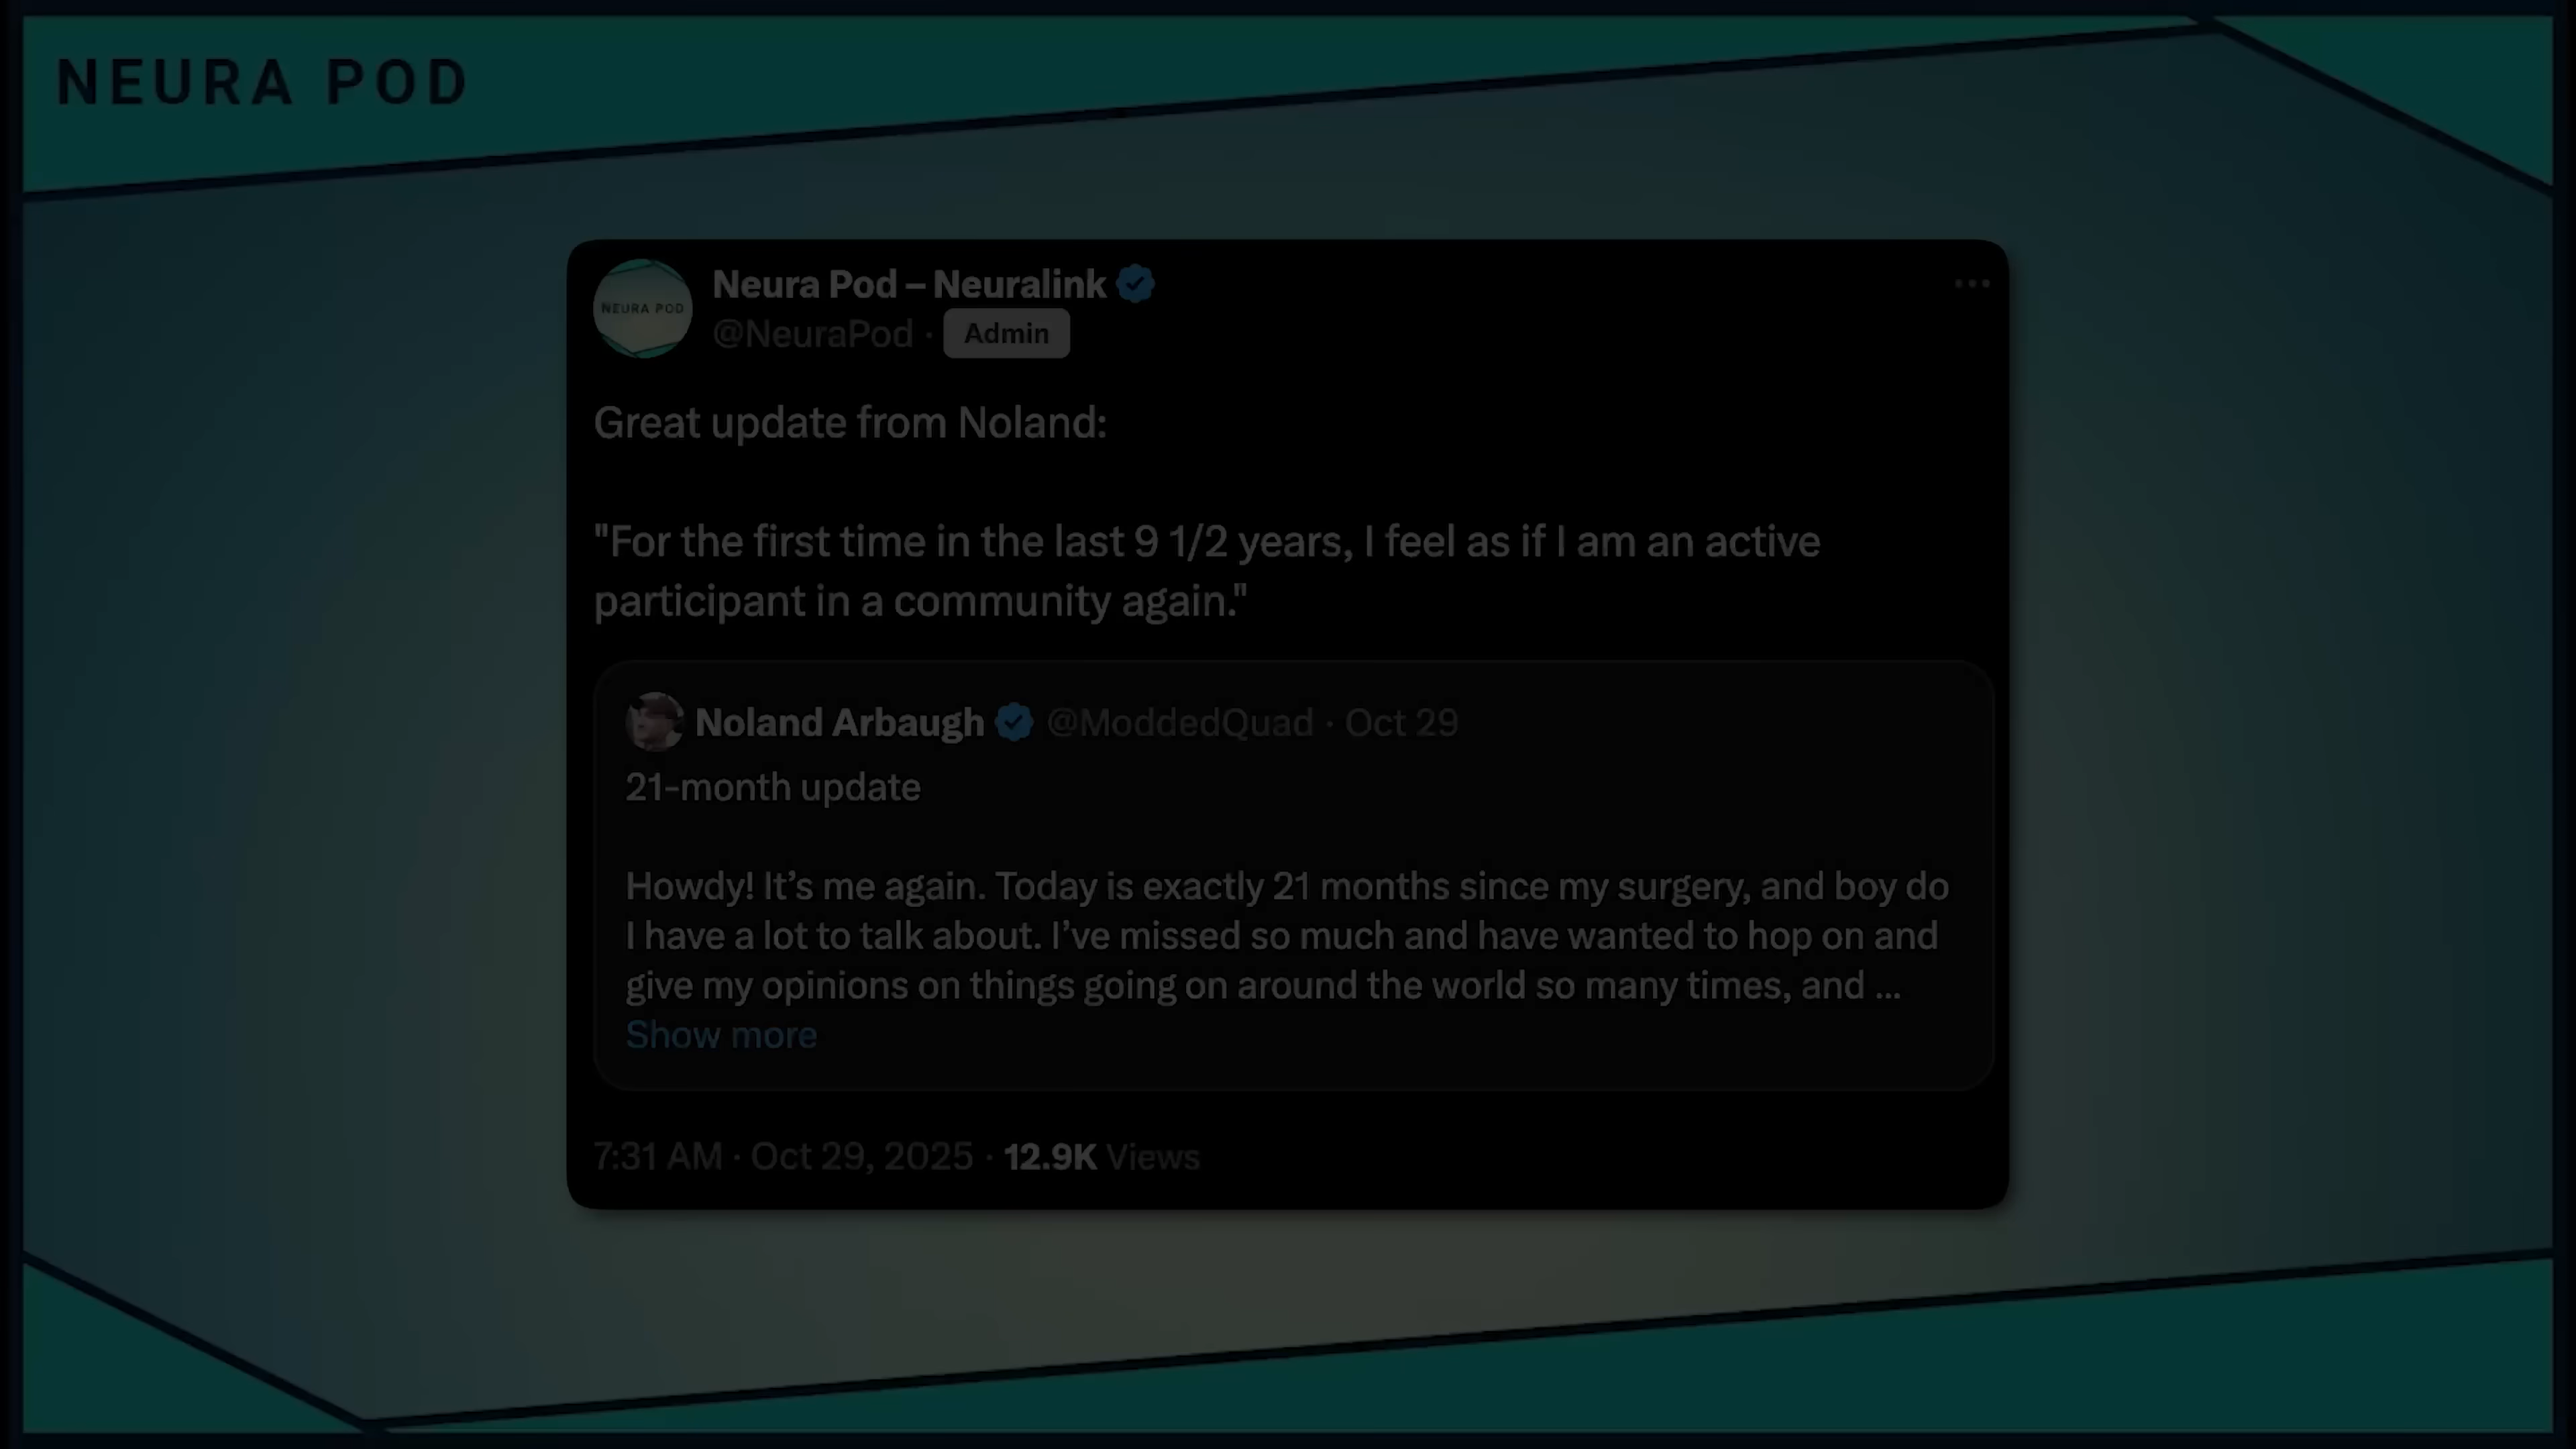 NEURA POD
NEURA POD
Neura Pod – Neuralink
@NeuraPod · Admin
Great update from Noland:
"For the first time in the last 9 1/2 years, I feel as if I am an active
participant in a community again."
Noland Arbaugh @ModdedQuad · Oct 29
21-month update
Howdy! It’s me again. Today is exactly 21 months since my surgery, and boy do
I have a lot to talk about. I’ve missed so much and have wanted to hop on and
give my opinions on things going on around the world so many times, and ...
Show more
7:31 AM · Oct 29, 2025 · 12.9K Views